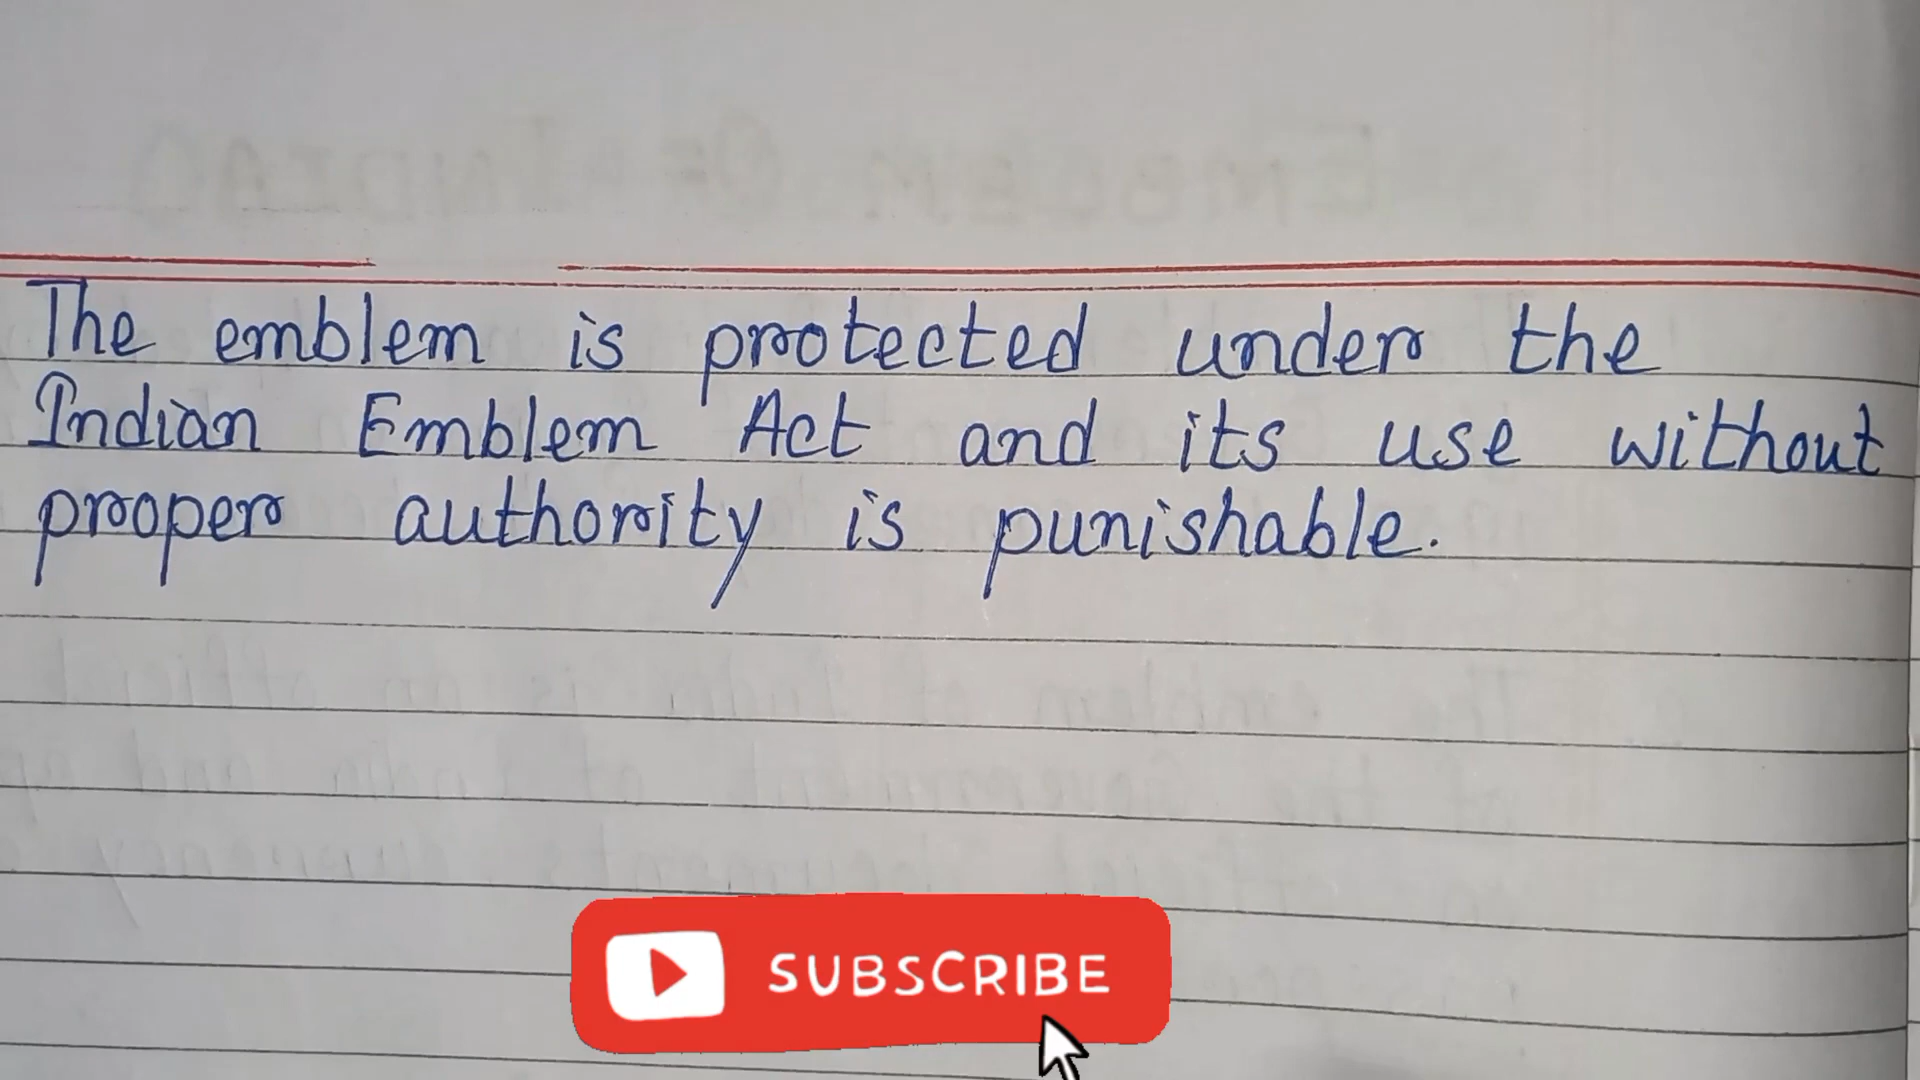 The emblem is protected under the
Indian Emblem Act and its use without
proper authority is punishable.
SUBSCRIBE